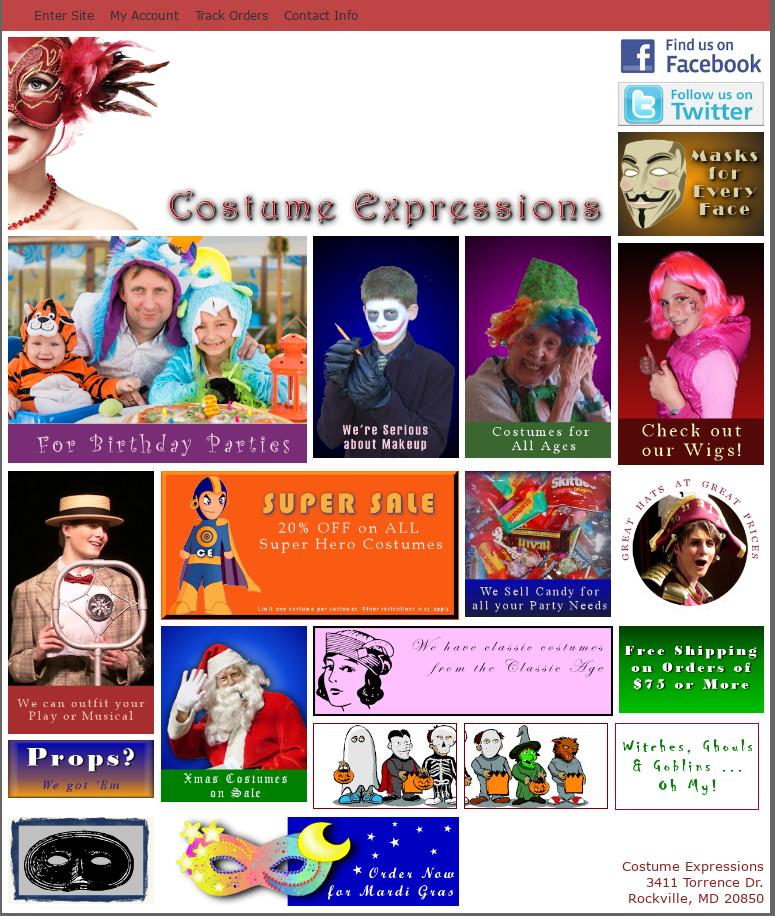 Enter Site My Account Track Orders Contact Info
Find us on
Facebook
Follow us on
Twitter
Masks
for
Every
Face
Costume Expressions
For Birthday Parties
We're Serious
about Makeup
Costumes for
All Ages
Check out
our Wigs!
We can outfit your
Play or Musical
SUPER SALE
20% OFF on ALL
Super Hero Costumes
CE
Limit one costume per customer. Other restrictions may apply.
Skittles
We Sell Candy for
all your Party Needs
GREAT HATS AT GREAT PRICES
Xmas Costumes
on Sale
We have classic costumes
from the Classic Age
Free Shipping
on Orders of
$75 or More
Props?
We got 'Em
Witches, Ghouls
& Goblins ...
Oh My!
Order Now
for Mardi Gras
Costume Expressions
3411 Torrence Dr.
Rockville, MD 20850